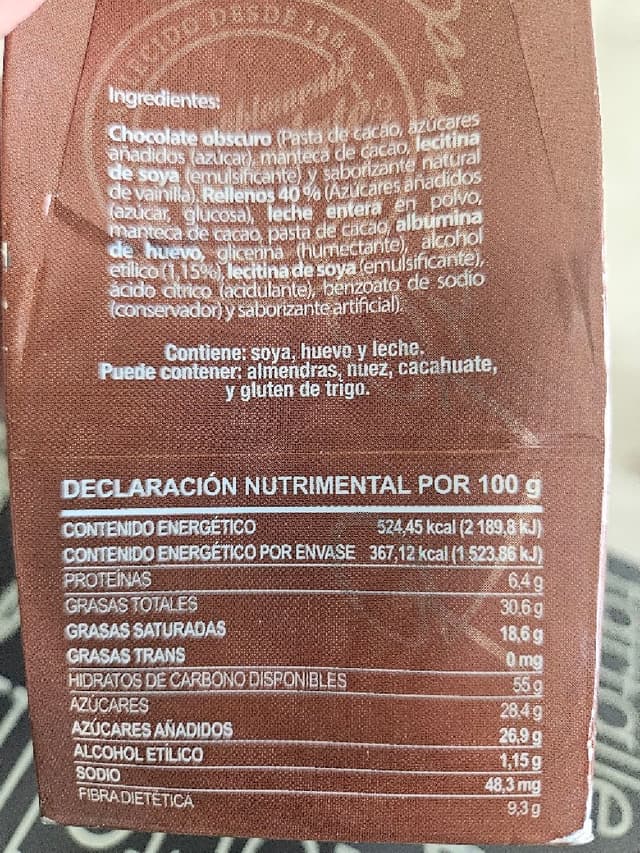 DESDE 196
Ingredientes:
Chocolate obscuro (Pasta de cacao, azúcares
añadidos (azúcar), manteca de cacao, lecitina
de soya (emulsificante) y saborizante natural
de vainilla). Rellenos 40 % (Azúcares añadidos
(azúcar, glucosa), leche entera en polvo,
manteca de cacao, pasta de cacao, albúmina
de huevo, glicerina (humectante), alcohol
etílico (1,15%), lecitina de soya (emulsificante),
ácido cítrico (acidulante), benzoato de sodio
(conservador) y saborizante artificial).
Contiene: soya, huevo y leche.
Puede contener: almendras, nuez, cacahuate,
y gluten de trigo.
DECLARACIÓN NUTRIMENTAL POR 100 g
CONTENIDO ENERGÉTICO 524,45 kcal (2 189,8 kJ)
CONTENIDO ENERGÉTICO POR ENVASE 367,12 kcal (1 523,86 kJ)
PROTEÍNAS 6,4 g
GRASAS TOTALES 30,6 g
GRASAS SATURADAS 18,6 g
GRASAS TRANS 0 mg
HIDRATOS DE CARBONO DISPONIBLES 55 g
AZÚCARES 28,4 g
AZÚCARES AÑADIDOS 26,9 g
ALCOHOL ETÍLICO 1,15 g
SODIO 48,3 mg
FIBRA DIETÉTICA 9,3 g